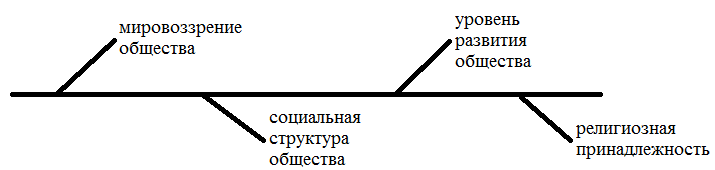 мировоззрение
общества
социальная
структура
общества
уровень
развития
общества
религиозная
принадлежность